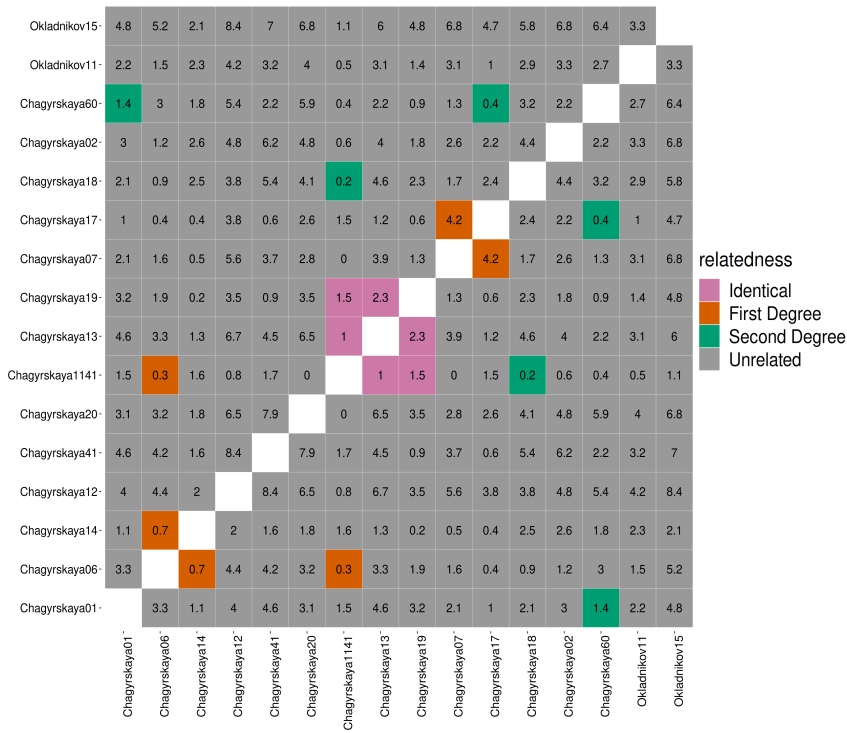 Okladnikov15 4.8 5.2 2.1 8.4 7 6.8 1.1 6 4.8 6.8 4.7 5.8 6.8 6.4 3.3
Okladnikov11 2.2 1.5 2.3 4.2 3.2 4 0.5 3.1 1.4 3.1 1 2.9 3.3 2.7 3.3
Chagyrskaya60 1.4 3 1.8 5.4 2.2 5.9 0.4 2.2 0.9 1.3 0.4 3.2 2.2 2.7 6.4
Chagyrskaya02 3 1.2 2.6 4.8 6.2 4.8 0.6 4 1.8 2.6 2.2 4.4 2.2 3.3 6.8
Chagyrskaya18 2.1 0.9 2.5 3.8 5.4 4.1 0.2 4.6 2.3 1.7 2.4 4.4 3.2 2.9 5.8
Chagyrskaya17 1 0.4 0.4 3.8 0.6 2.6 1.5 1.2 0.6 4.2 2.4 2.2 0.4 1 4.7
Chagyrskaya07 2.1 1.6 0.5 5.6 3.7 2.8 0 3.9 1.3 4.2 1.7 2.6 1.3 3.1 6.8
relatedness
Chagyrskaya19 3.2 1.9 0.2 3.5 0.9 3.5 1.5 2.3 1.3 0.6 2.3 1.8 0.9 1.4 4.8
Identical
First Degree
Chagyrskaya13 4.6 3.3 1.3 6.7 4.5 6.5 1 2.3 3.9 1.2 4.6 4 2.2 3.1 6
Second Degree
Unrelated
Chagyrskaya1141 1.5 0.3 1.6 0.8 1.7 0 1 1.5 0 1.5 0.2 0.6 0.4 0.5 1.1
Chagyrskaya20 3.1 3.2 1.8 6.5 7.9 0 6.5 3.5 2.8 2.6 4.1 4.8 5.9 4 6.8
Chagyrskaya41 4.6 4.2 1.6 8.4 7.9 1.7 4.5 0.9 3.7 0.6 5.4 6.2 2.2 3.2 7
Chagyrskaya12 4 4.4 2 8.4 6.5 0.8 6.7 3.5 5.6 3.8 3.8 4.8 5.4 4.2 8.4
Chagyrskaya14 1.1 0.7 2 1.6 1.8 1.6 1.3 0.2 0.5 0.4 2.5 2.6 1.8 2.3 2.1
Chagyrskaya06 3.3 0.7 4.4 4.2 3.2 0.3 3.3 1.9 1.6 0.4 0.9 1.2 3 1.5 5.2
Chagyrskaya01 3.3 1.1 4 4.6 3.1 1.5 4.6 3.2 2.1 1 2.1 3 1.4 2.2 4.8
Chagyrskaya01
Chagyrskaya06
Chagyrskaya14
Chagyrskaya12
Chagyrskaya41
Chagyrskaya20
Chagyrskaya1141
Chagyrskaya13
Chagyrskaya19
Chagyrskaya07
Chagyrskaya17
Chagyrskaya18
Chagyrskaya02
Chagyrskaya60
Okladnikov11
Okladnikov15